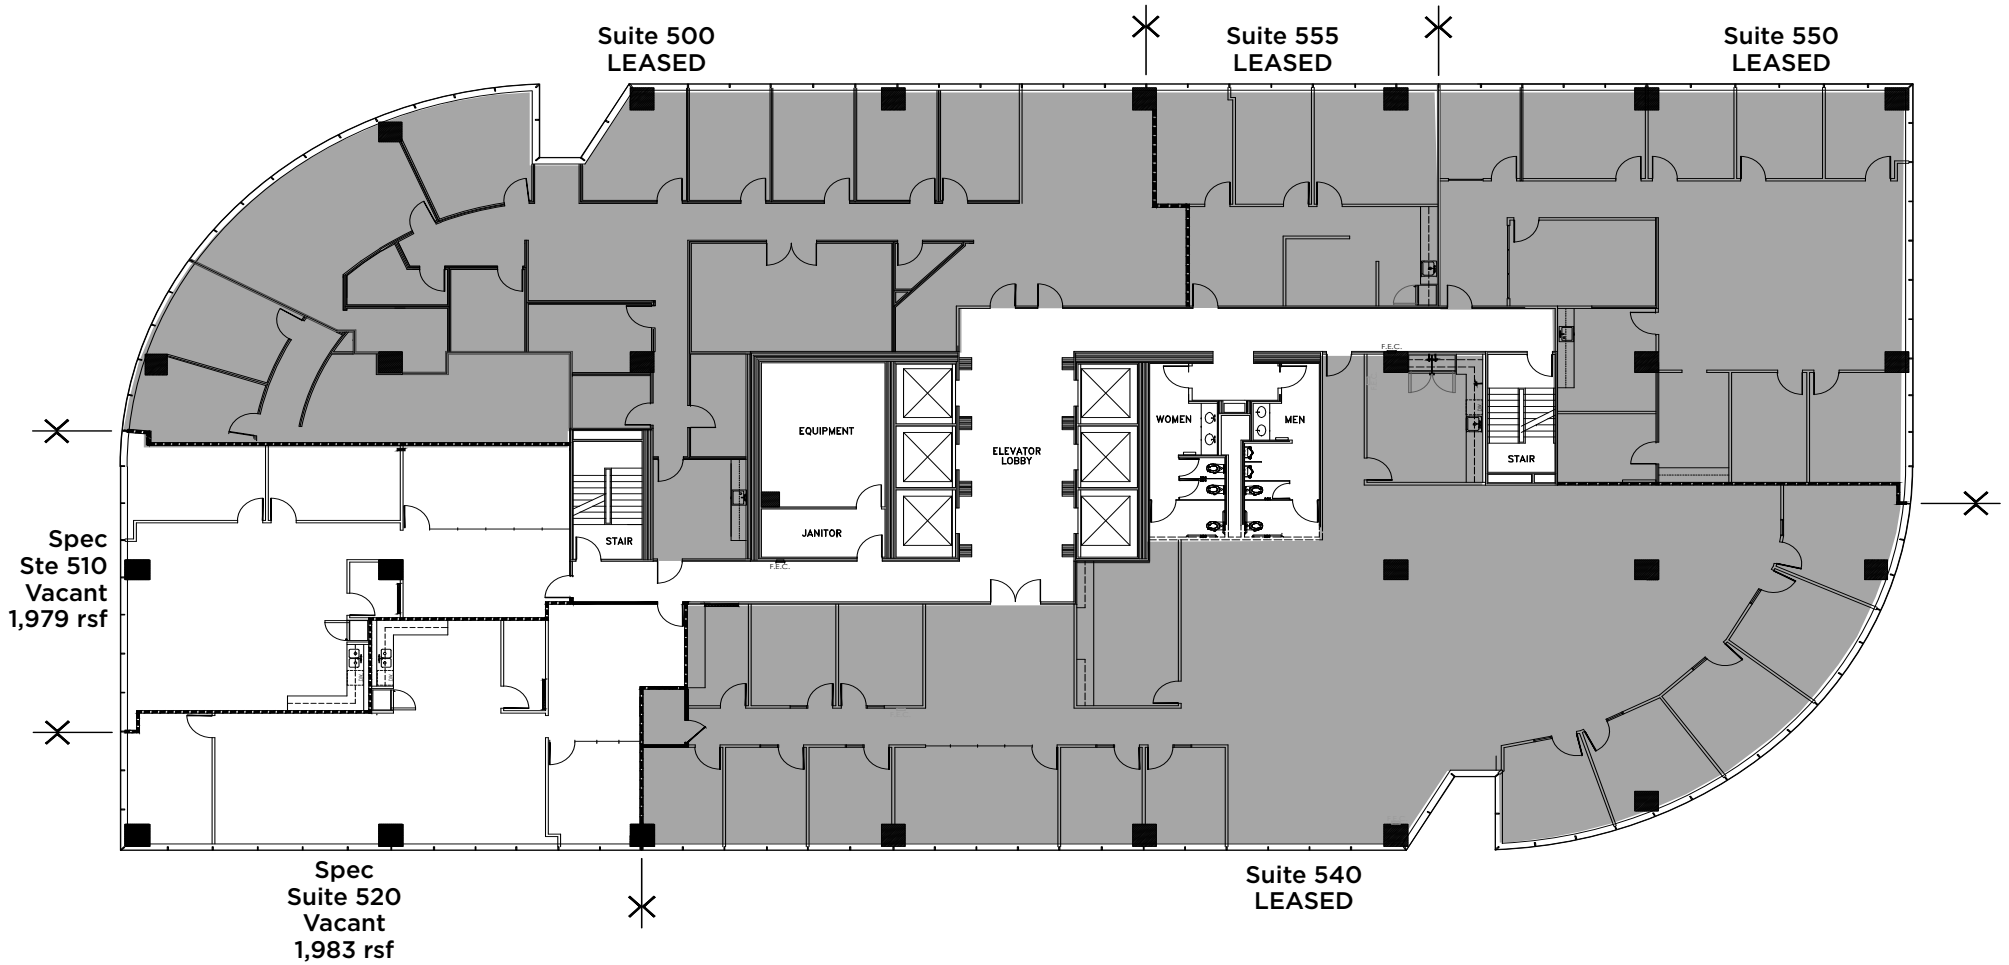 Suite 500
LEASED
Suite 555
LEASED
Suite 550
LEASED
F.E.C.
WOMEN
MEN
EQUIPMENT
ELEVATOR
LOBBY
STAIR
JANITOR
STAIR
F.E.C.
Spec
Ste 510
Vacant
1,979 rsf
Spec
Suite 520
Vacant
1,983 rsf
Suite 540
LEASED